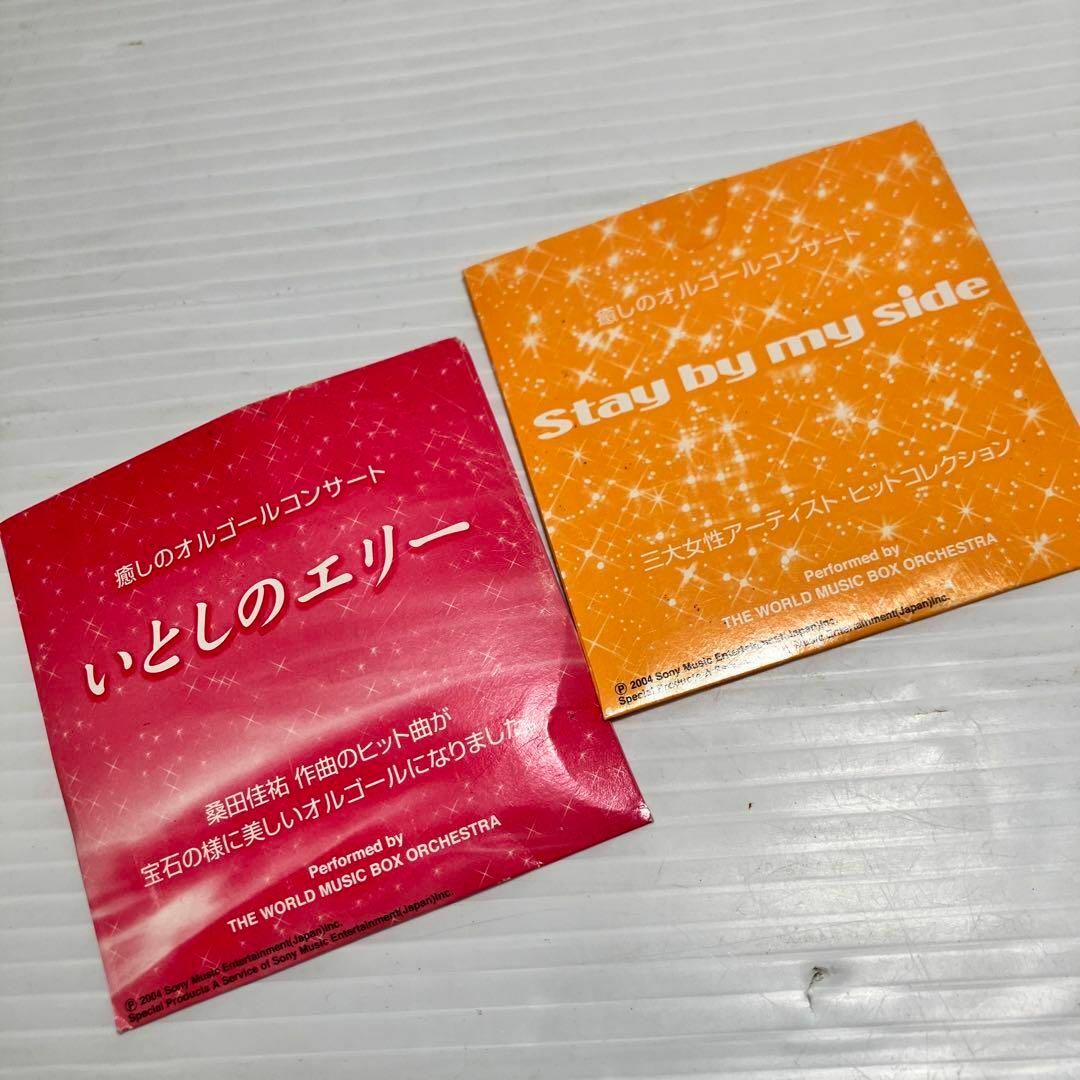 癒しのオルゴールコンサート
いとしのエリー
桑田佳祐 作曲のヒット曲が
宝石の様に美しいオルゴールになりました
Performed by
THE WORLD MUSIC BOX ORCHESTRA
Ⓟ 2004 Sony Music Entertainment(Japan)Inc.
Special Products A Service of Sony Music Entertainment(Japan)Inc.
癒しのオルゴールコンサート
Stay by my side
三大女性アーティスト・ヒットコレクション
Performed by
THE WORLD MUSIC BOX ORCHESTRA
Ⓟ 2004 Sony Music Entertainment(Japan)Inc.
Special Products A Music Entertainment(Japan)Inc.